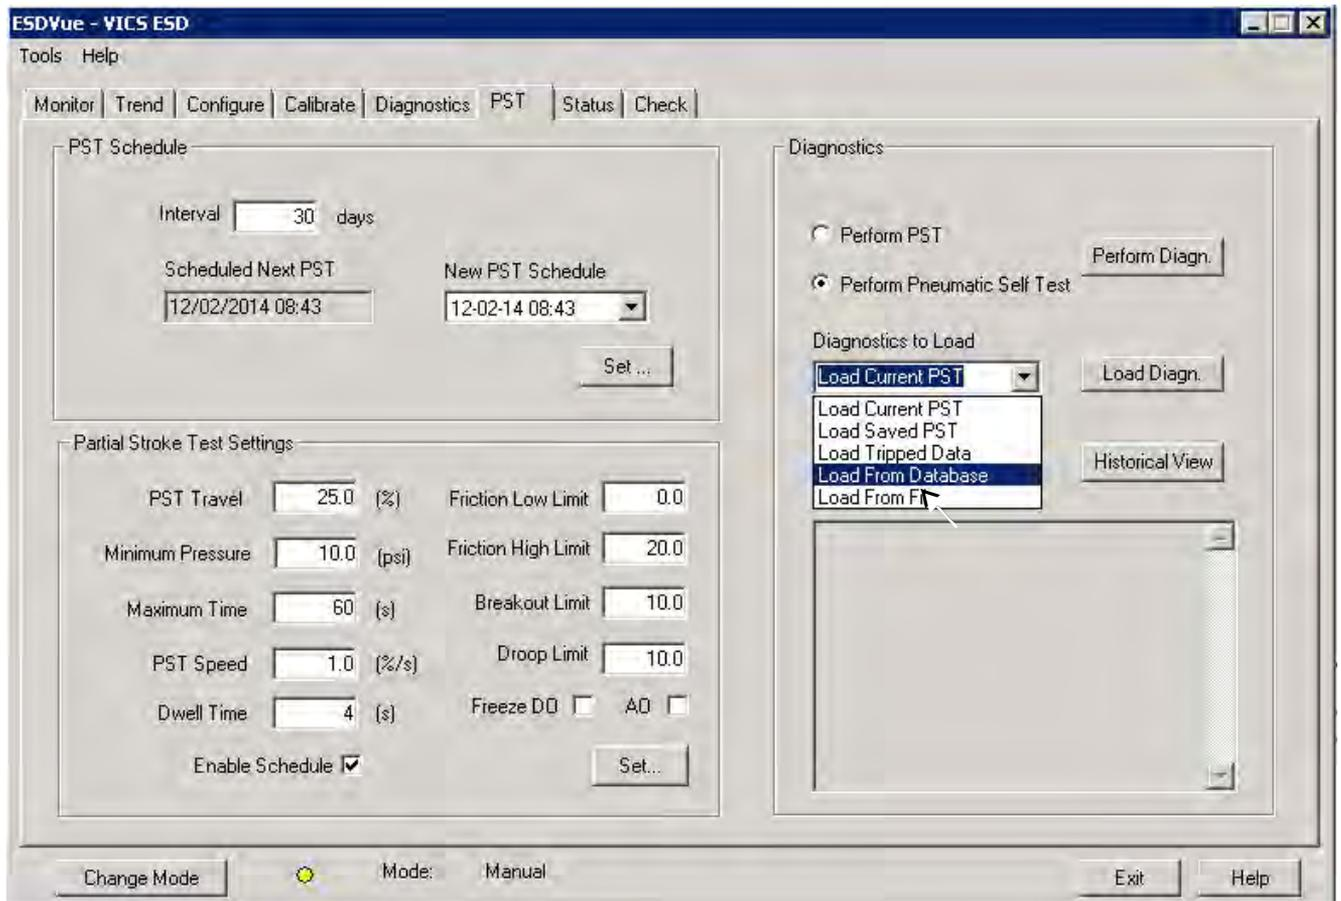 ESDVue - VICS ESD
Tools Help
Monitor Trend Configure Calibrate Diagnostics PST Status Check
PST Schedule
Interval 30 days
Scheduled Next PST
12/02/2014 08:43
New PST Schedule
12-02-14 08:43
Set ...
Partial Stroke Test Settings
PST Travel 25.0 (%)
Minimum Pressure 10.0 (psi)
Maximum Time 60 (s)
PST Speed 1.0 (%/s)
Dwell Time 4 (s)
Enable Schedule
Friction Low Limit 0.0
Friction High Limit 20.0
Breakout Limit 10.0
Droop Limit 10.0
Freeze DO AO
Set...
Diagnostics
Perform PST
Perform Pneumatic Self Test
Perform Diagn.
Diagnostics to Load
Load Current PST
Load Diagn.
Load Current PST
Load Saved PST
Load Tripped Data
Load From Database
Load From
Historical View
Change Mode
Mode: Manual
Exit
Help